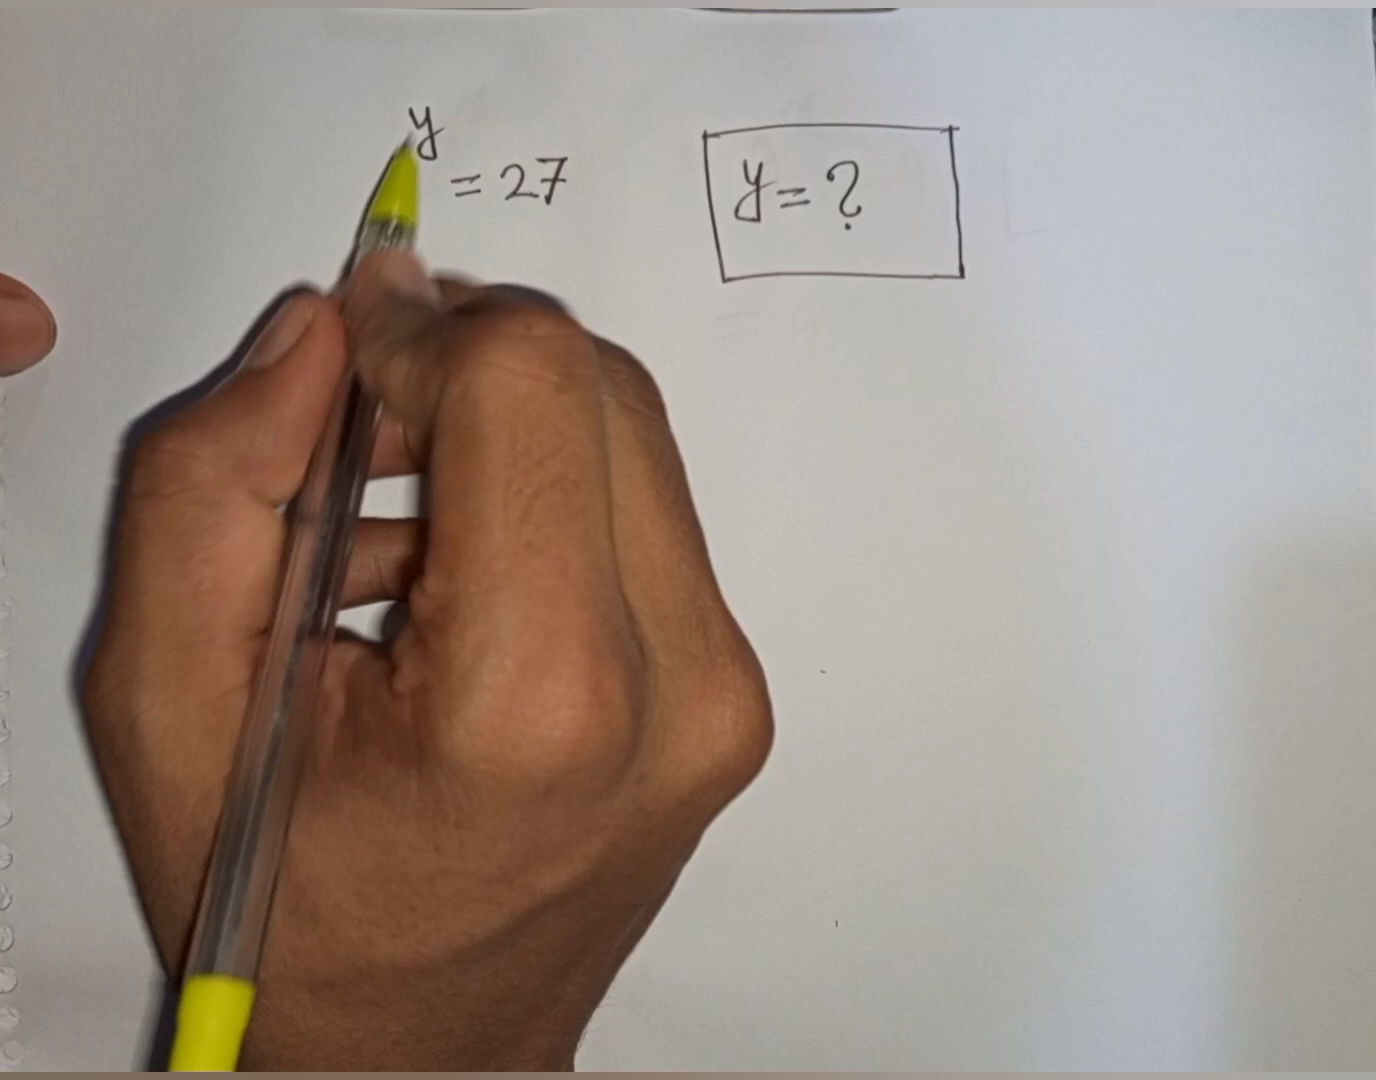 y = 27
y = ?